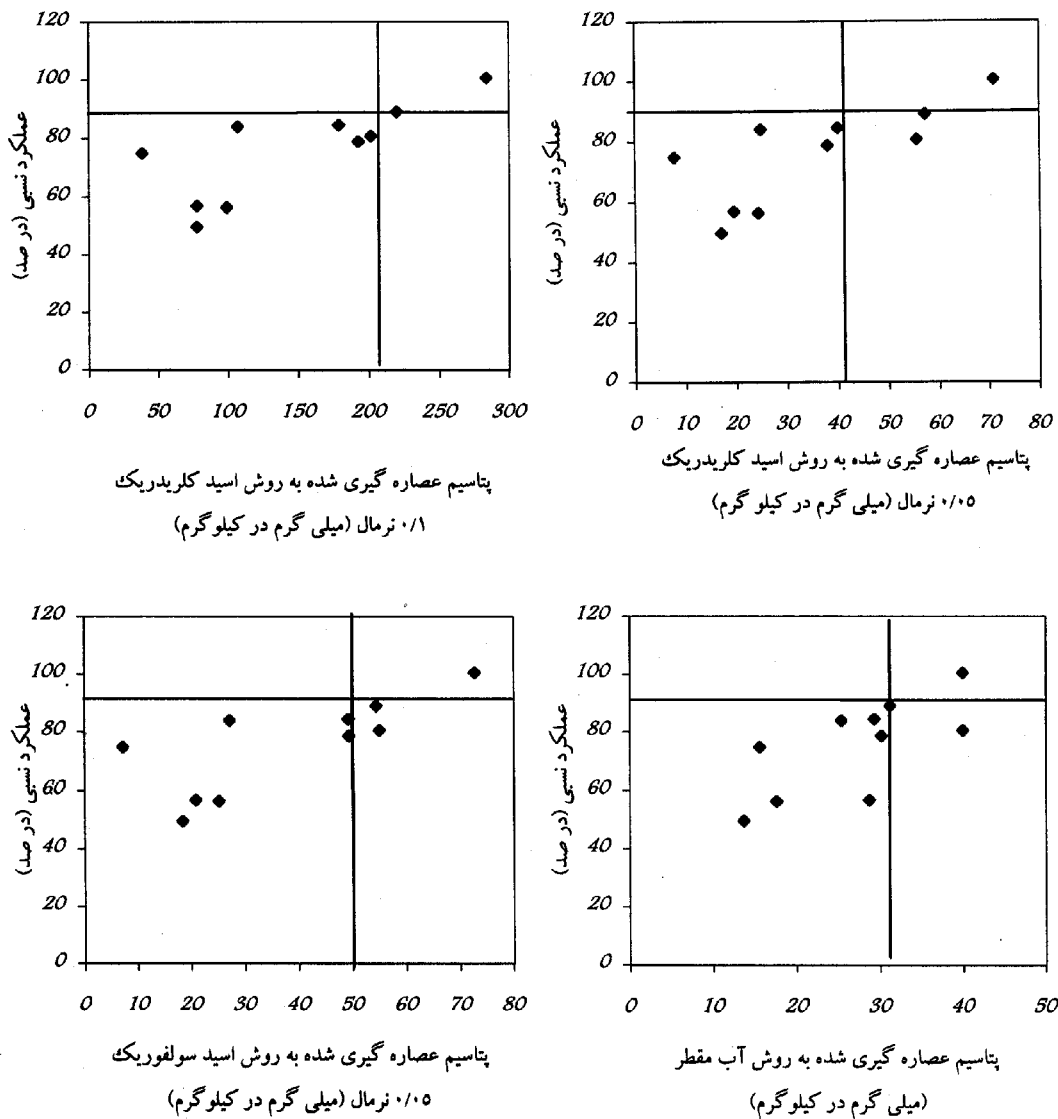 120
100
80
60
40
20
0
عملکرد نسبی (در صد)
0 50 100 150 200 250 300
پتاسیم عصاره گیری شده به روش اسید کلریدریک
۰/۱ نرمال (میلی گرم در کیلوگرم)
120
100
80
60
40
20
0
عملکرد نسبی (در صد)
0 10 20 30 40 50 60 70 80
پتاسیم عصاره گیری شده به روش اسید کلریدریک
۰/۰۵ نرمال (میلی گرم در کیلو گرم)
120
100
80
60
40
20
0
عملکرد نسبی (در صد)
0 10 20 30 40 50 60 70 80
پتاسیم عصاره گیری شده به روش اسید سولفوریک
۰/۰۵ نرمال (میلی گرم در کیلوگرم)
120
100
80
60
40
20
0
عملکرد نسبی (در صد)
0 10 20 30 40 50
پتاسیم عصاره گیری شده به روش آب مقطر
(میلی گرم در کیلوگرم)